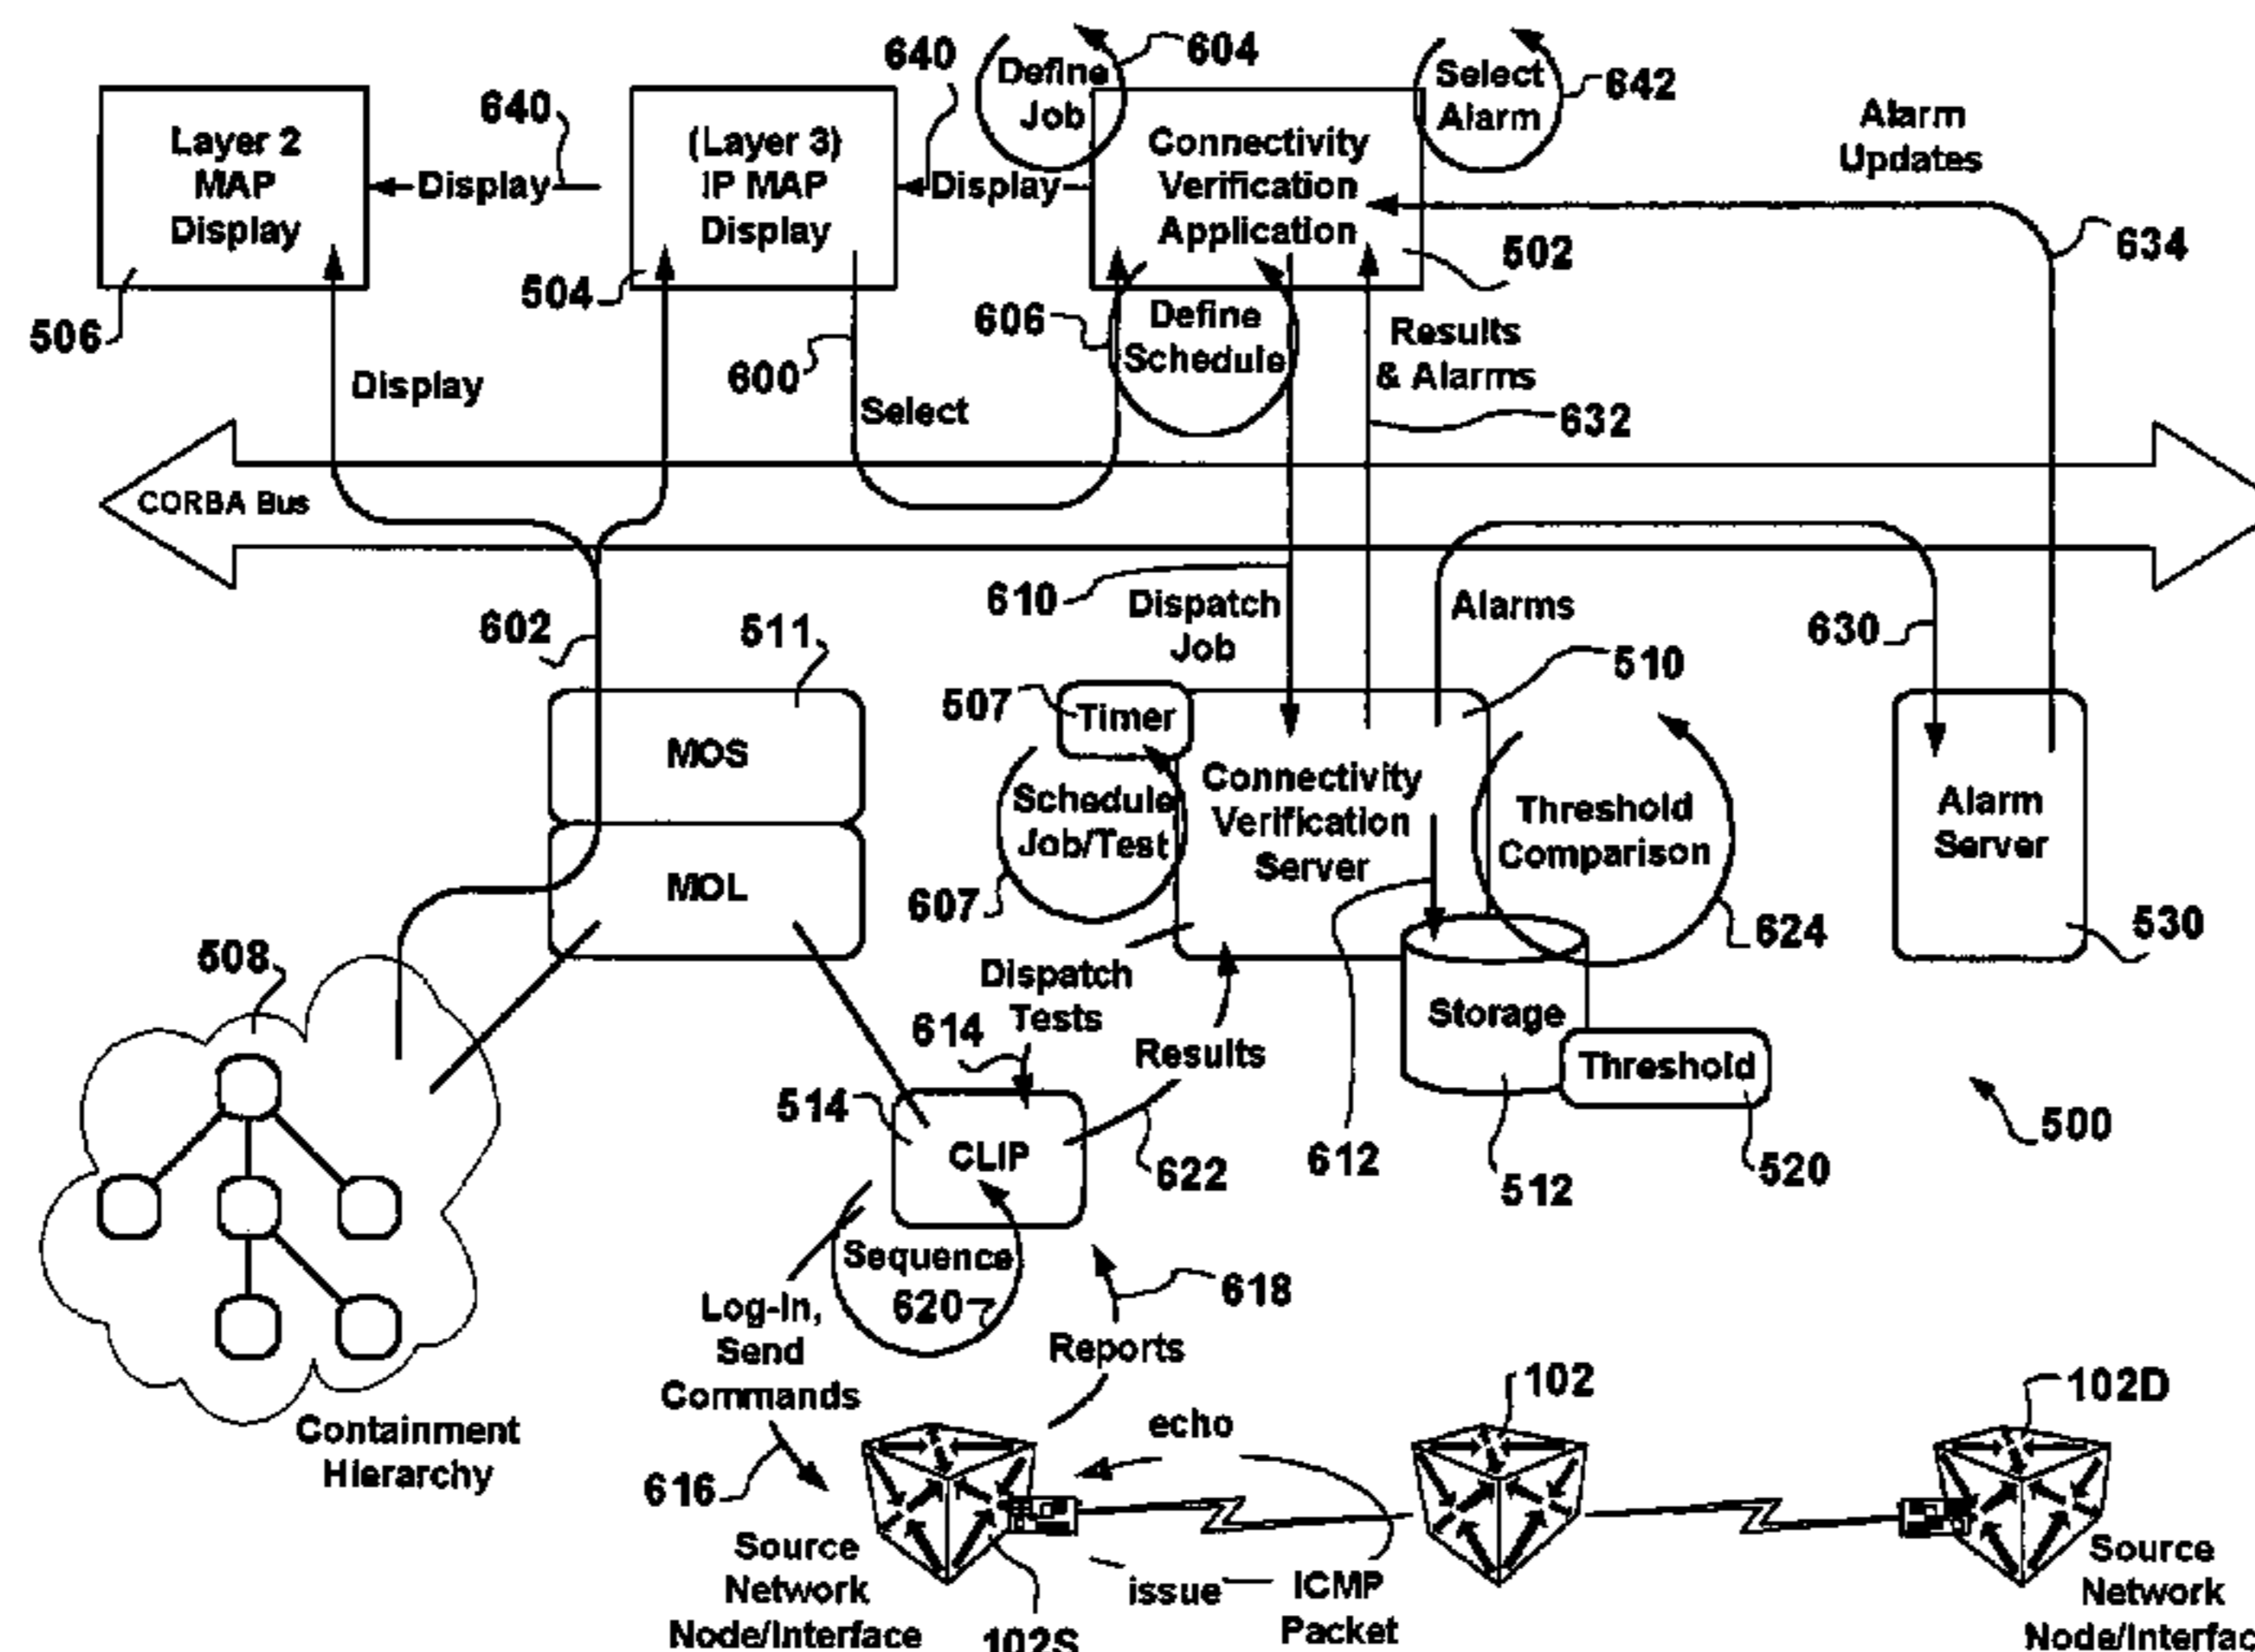 640
Define
Job
604
Select
Alarm
642
Alarm
Updates
640
Layer 2
MAP
Display
Display
(Layer 3)
IP MAP
Display
Display
Connectivity
Verification
Application
502
634
506
504
Display
600
Select
606
Define
Schedule
Results
& Alarms
632
CORBA Bus
602
511
610
Dispatch
Job
Alarms
630
510
MOS
MOL
507
Timer
Schedule
Job/Test
607
Connectivity
Verification
Server
Threshold
Comparison
624
Alarm
Server
530
508
Dispatch
Tests
614
Results
Storage
Threshold
514
CLIP
622
612
512
520
500
Sequence
620
618
Log-In,
Send
Commands
Reports
616
Containment
Hierarchy
echo
102
102D
Source
Network
Node/Interface
102S
issue
ICMP
Packet
Source
Network
Node/Interfac